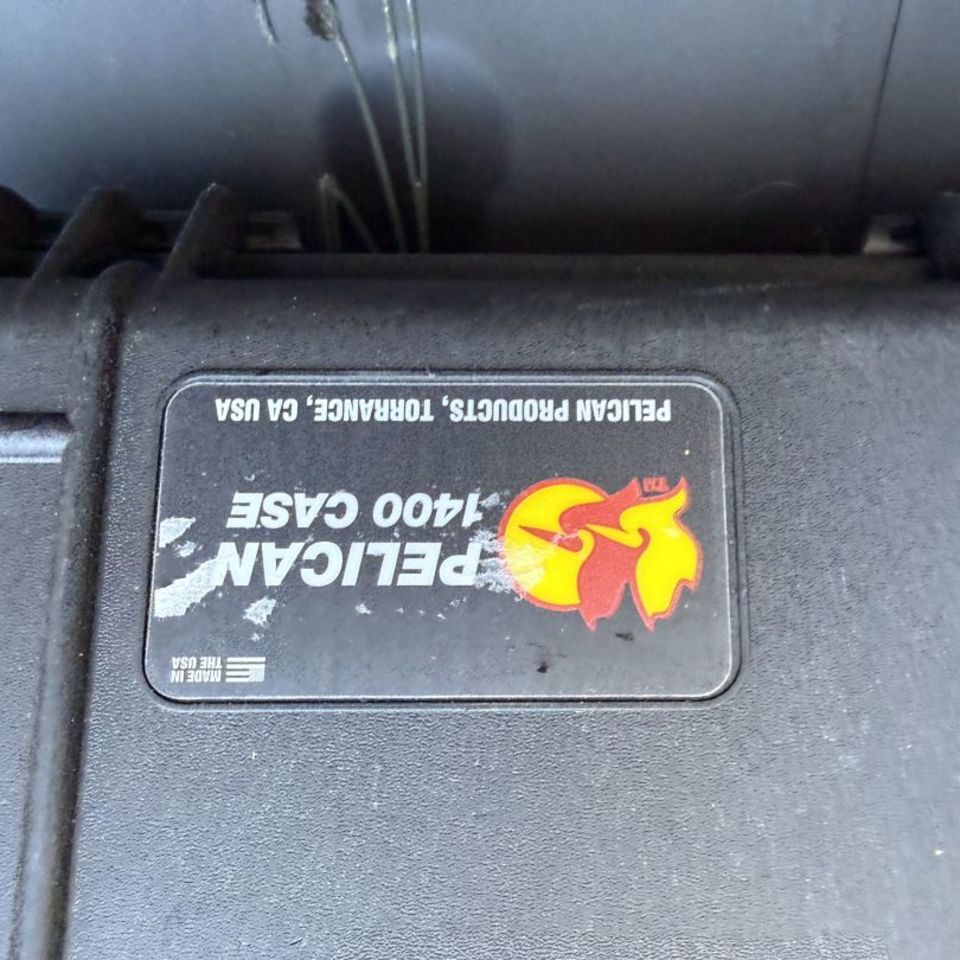 MADE IN
THE USA
PELICAN
1400 CASE
TM
PELICAN PRODUCTS, TORRANCE, CA USA